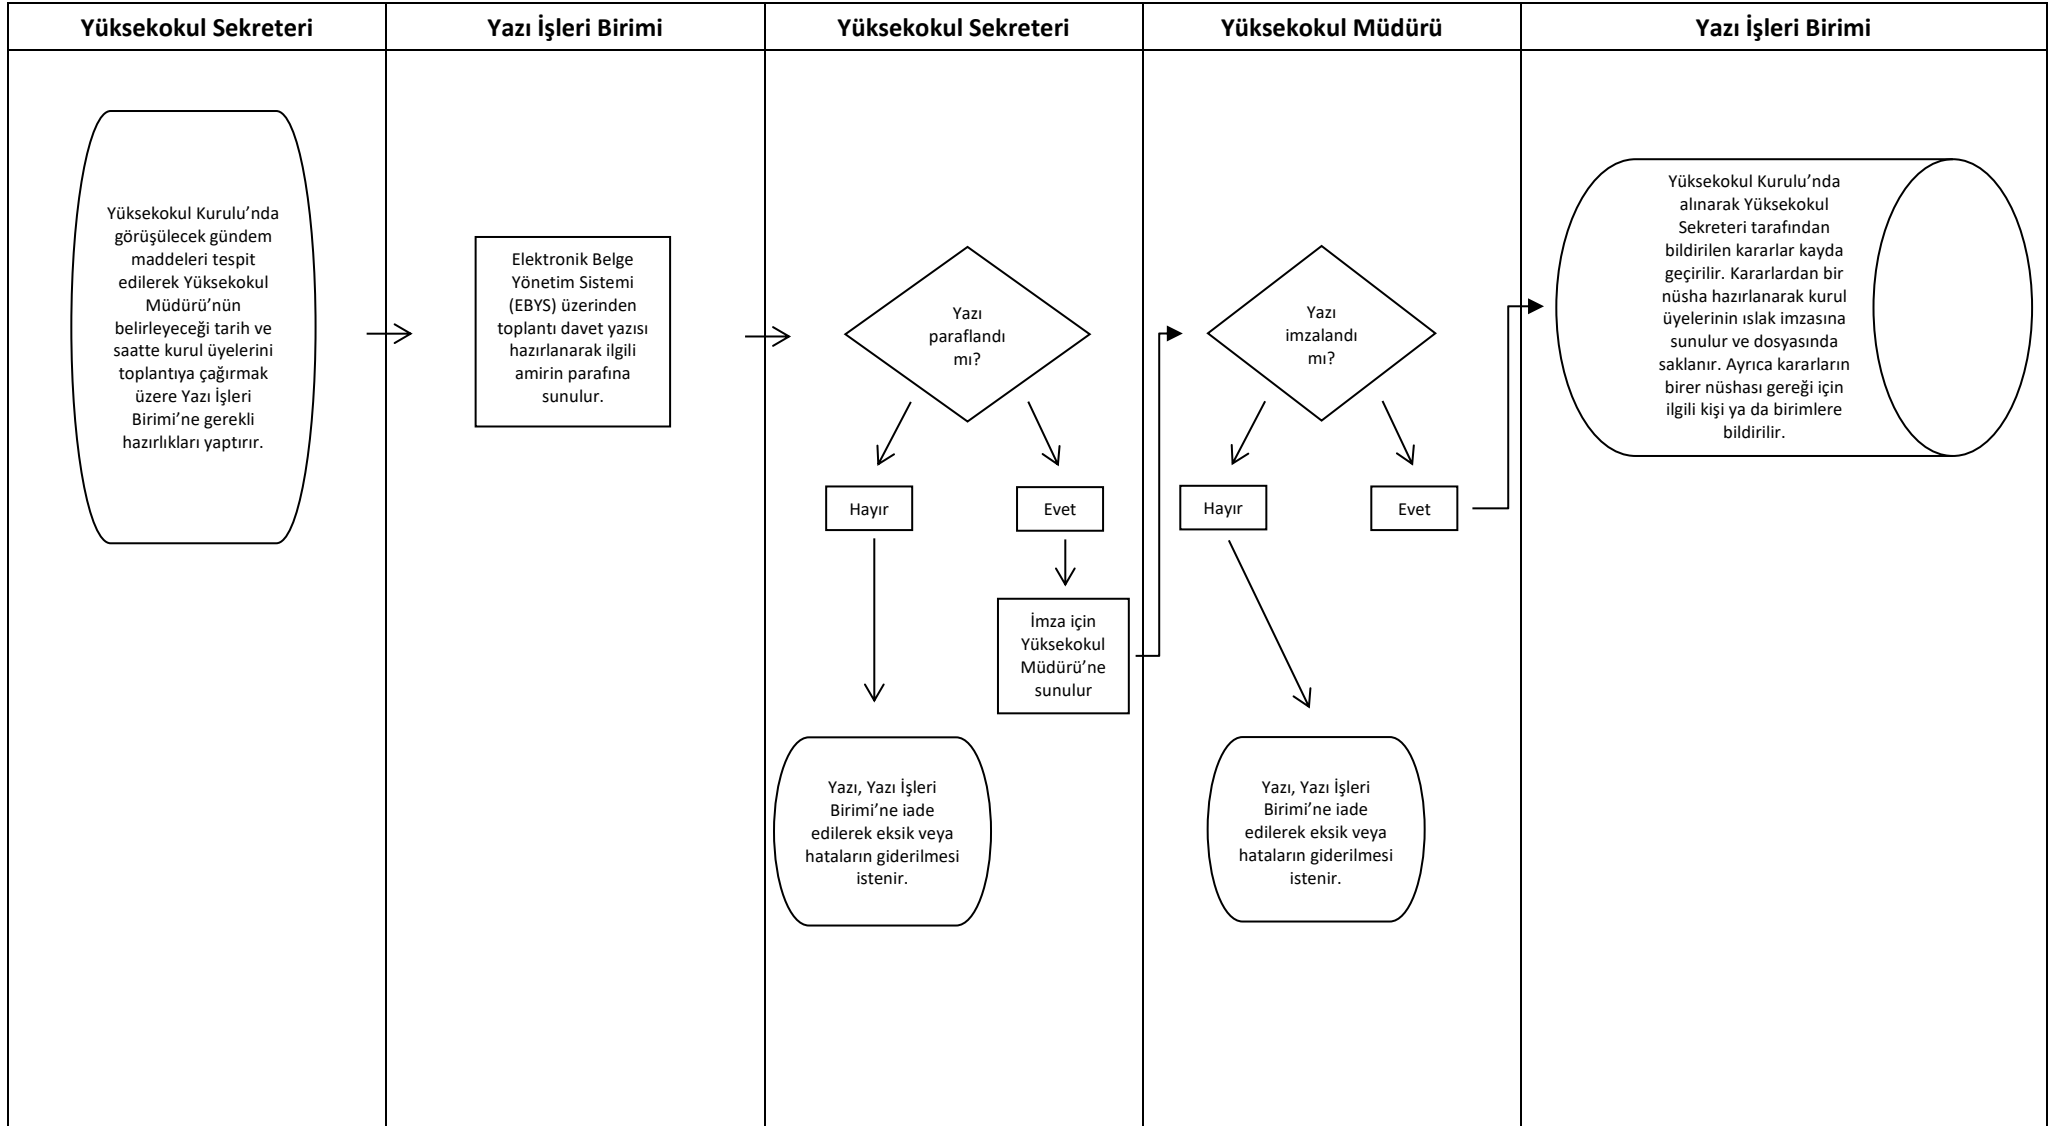 Yüksekokul Sekreteri
Yazı İşleri Birimi
Yüksekokul Sekreteri
Yüksekokul Müdürü
Yazı İşleri Birimi
Yüksekokul Kurulu’nda
görüşülecek gündem
maddeleri tespit
edilerek Yüksekokul
Müdürü’nün
belirleyeceği tarih ve
saatte kurul üyelerini
toplantıya çağırmak
üzere Yazı İşleri
Birimi’ne gerekli
hazırlıkları yaptırır.
Elektronik Belge
Yönetim Sistemi
(EBYS) üzerinden
toplantı davet yazısı
hazırlanarak ilgili
amirin parafına
sunulur.
Yazı
paraflandı
mı?
Hayır
Evet
İmza için
Yüksekokul
Müdürü’ne
sunulur
Yazı, Yazı İşleri
Birimi’ne iade
edilerek eksik veya
hataların giderilmesi
istenir.
Yazı
imzalandı
mı?
Hayır
Evet
Yazı, Yazı İşleri
Birimi’ne iade
edilerek eksik veya
hataların giderilmesi
istenir.
Yüksekokul Kurulu’nda
alınarak Yüksekokul
Sekreteri tarafından
bildirilen kararlar kayda
geçirilir. Kararlardan bir
nüsha hazırlanarak kurul
üyelerinin ıslak imzasına
sunulur ve dosyasında
saklanır. Ayrıca kararların
birer nüshası gereği için
ilgili kişi ya da birimlere
bildirilir.